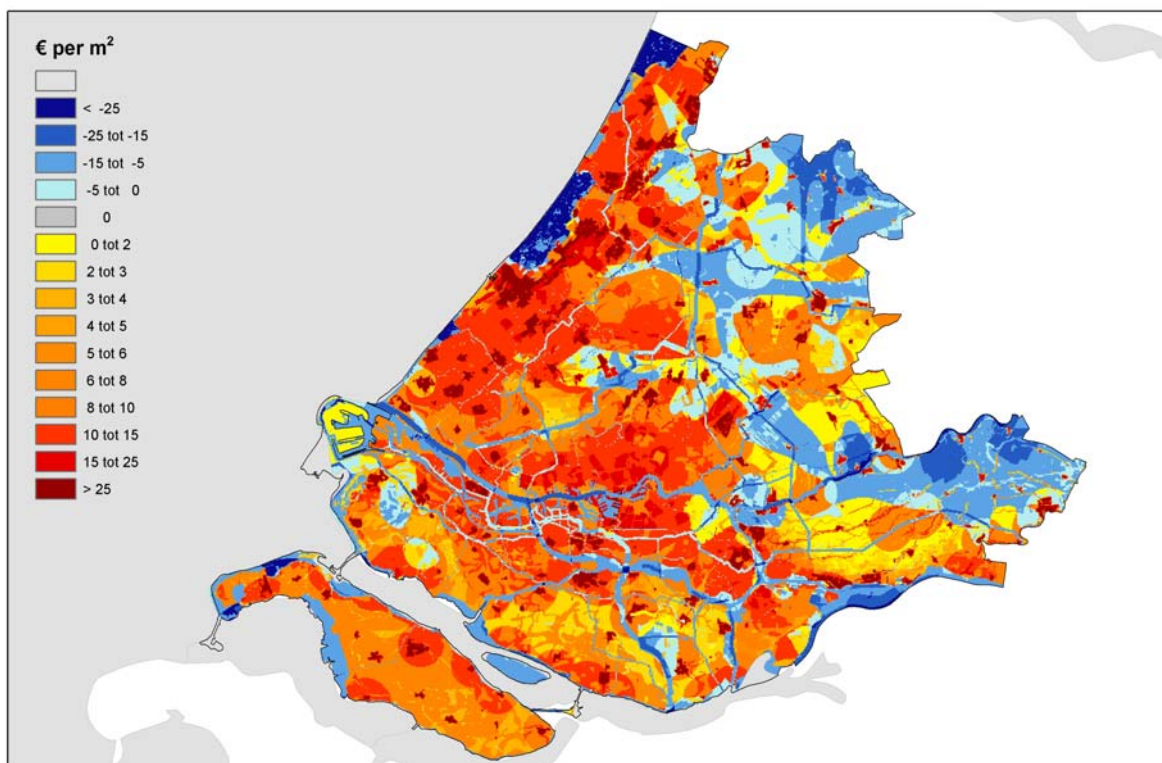 € per m²
< -25
-25 tot -15
-15 tot -5
-5 tot 0
0
0 tot 2
2 tot 3
3 tot 4
4 tot 5
5 tot 6
6 tot 8
8 tot 10
10 tot 15
15 tot 25
> 25